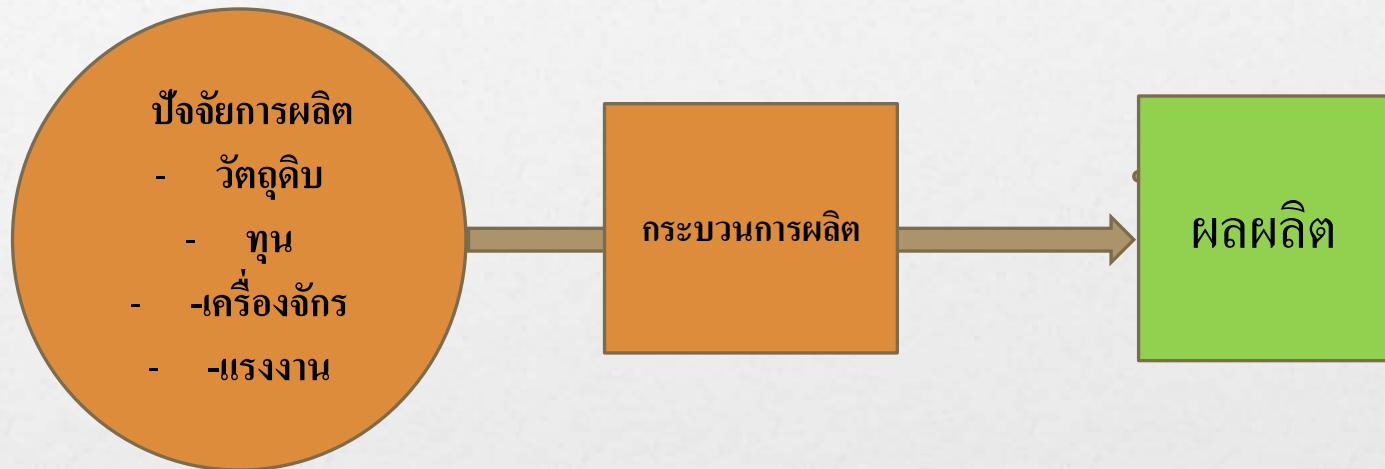 ปัจจัยการผลิต
- วัตถุดิบ
- ทุน
- -เครื่องจักร
- -แรงงาน
กระบวนการผลิต
ผลผลิต